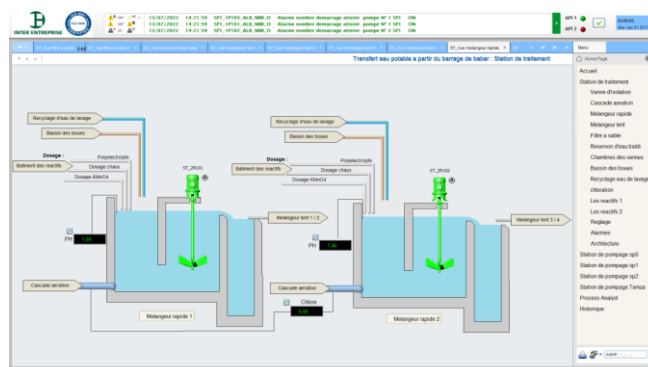 INTER ENTREPRISE
13/07/2022 14:21:59 SP1_1P103_ALR_NBR_D Alarme nombre demarrage atteint pompe N° 3 SP1 ON
13/07/2022 14:21:59 SP1_1P102_ALR_NBR_D Alarme nombre demarrage atteint pompe N° 2 SP1 ON
13/07/2022 14:21:59 SP1_1P101_ALR_NBR_D Alarme nombre demarrage atteint pompe N° 1 SP1 ON
API 1
API 2
ST_Vue melangeur rapide
Menu
Transfert eau potable a partir du barrage de babar : Station de traitement
Home Page
Accueil
Station de traitement
Vanne d'isolation
Cascade aeration
Melangeur rapide
Melangeur lent
Filtre a sable
Reservoir d'eau traité
Chambres des vannes
Bassin des boues
Recyclage eau de lavage
chloration
Les reactifs 1
Les reactifs 2
Reglage
Alarmes
Architecture
Station de pompage sp0
Station de pompage sp1
Station de pompage sp2
Station de pompage Tamza
Process Analyst
Historique
Recyclage d'eau de lavage
Bassin des boues
Dosage :
Polyelectrolyte
Batiment des reactifs
Dosage chaux
Dosage KMnO4
PH
Cascade aeration
Melangeur rapide 1
Melangeur lent 1 / 2
Recyclage d'eau de lavage
Bassin des boues
Dosage :
Polyelectrolyte
Batiment des reactifs
Dosage chaux
Dosage KMnO4
ST_2R102
PH
Cascade aeration
Chlore
Melangeur rapide 2
Melangeur lent 3 / 4